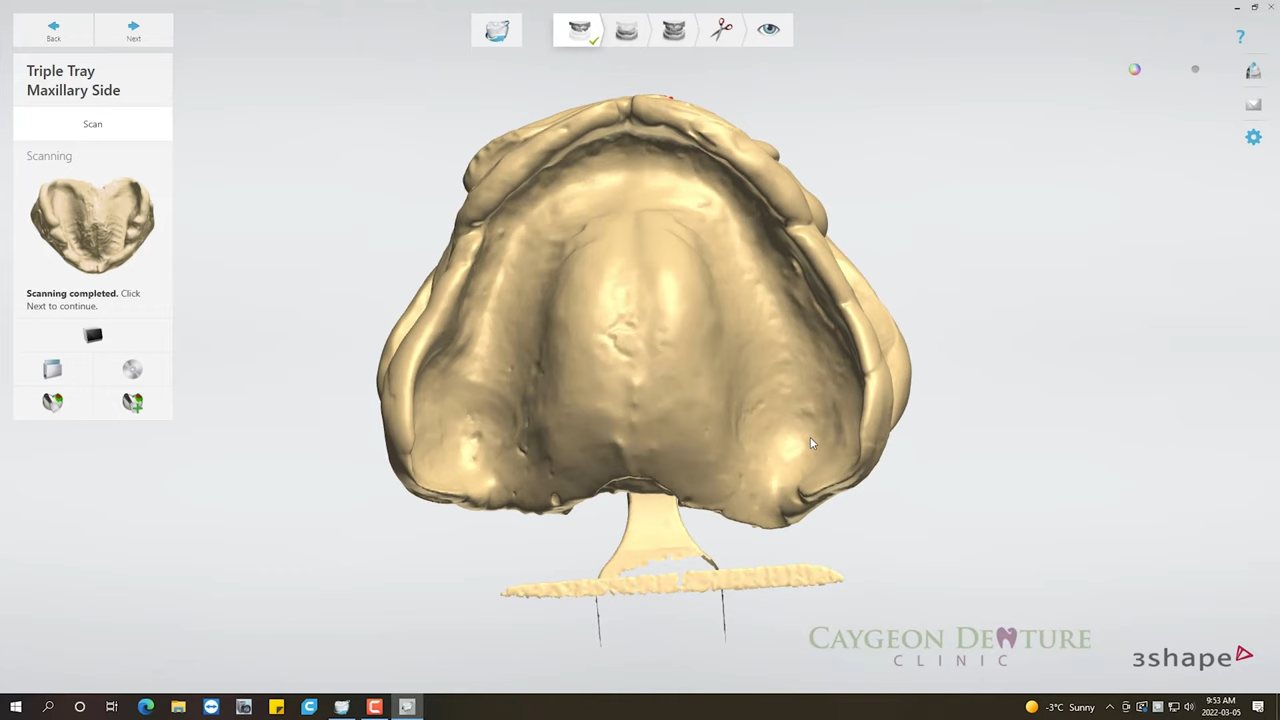 Back
Next
Triple Tray
Maxillary Side
Scan
Scanning
Scanning completed. Click
Next to continue.
?
CAYGEON DENTURE
CLINIC
3shape
-3°C Sunny
9:53 AM
2022-03-05